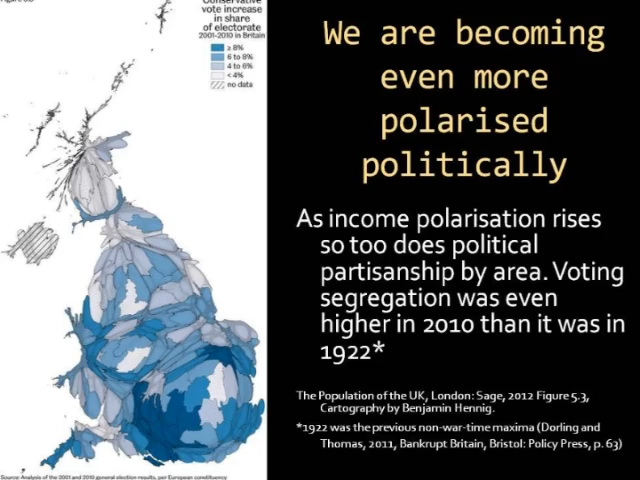 Conservative
vote increase
in share
of electorate
2001-2010 in Britain
≥ 8%
6 to 8%
4 to 6%
< 4%
no data
We are becoming
even more
polarised
politically
As income polarisation rises
so too does political
partisanship by area. Voting
segregation was even
higher in 2010 than it was in
1922*
The Population of the UK, London: Sage, 2012 Figure 5.3,
Cartography by Benjamin Hennig.
*1922 was the previous non-war-time maxima (Dorling and
Thomas, 2011, Bankrupt Britain, Bristol: Policy Press, p. 63)
Source: Analysis of the 2001 and 2010 general election results, per European constituency